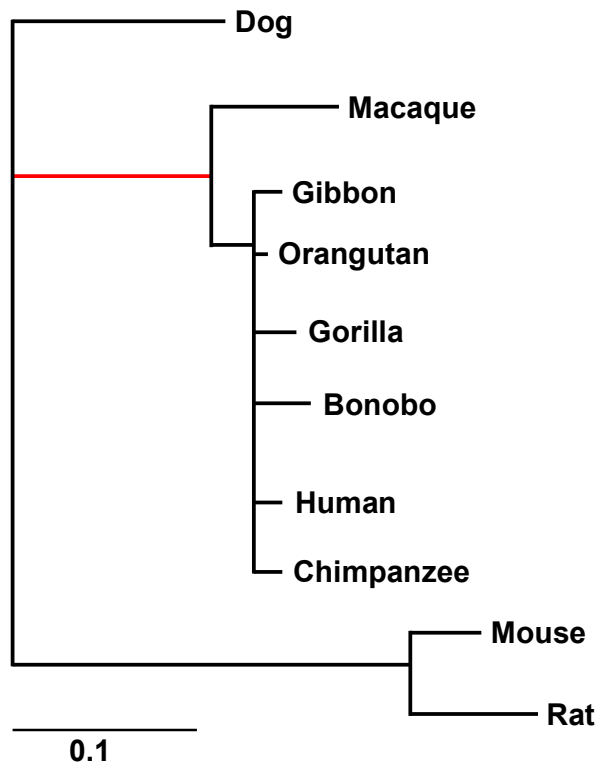 Dog
Macaque
Gibbon
Orangutan
Gorilla
Bonobo
Human
Chimpanzee
Mouse
Rat
0.1